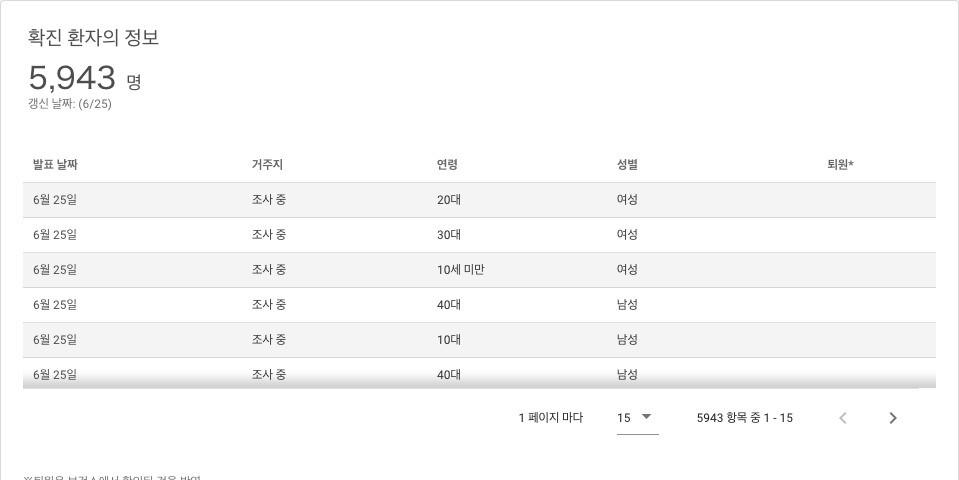 확진 환자의 정보
5,943 명
갱신 날짜: (6/25)
발표 날짜 거주지 연령 성별 퇴원*
6월 25일 조사 중 20대 여성
6월 25일 조사 중 30대 여성
6월 25일 조사 중 10세 미만 여성
6월 25일 조사 중 40대 남성
6월 25일 조사 중 10대 남성
6월 25일 조사 중 40대 남성
1 페이지 마다 15 5943 항목 중 1 - 15